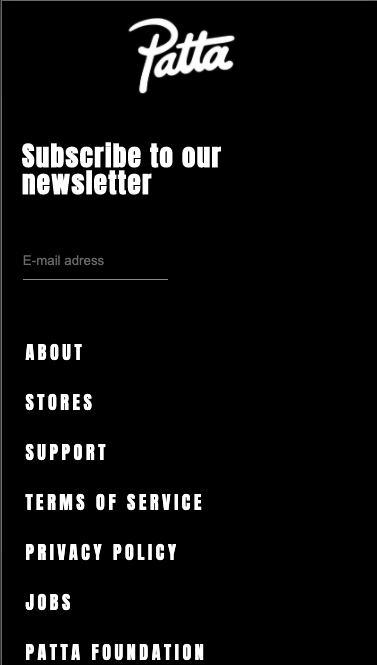 Patta
Subscribe to our
newsletter
E-mail adress
ABOUT
STORES
SUPPORT
TERMS OF SERVICE
PRIVACY POLICY
JOBS
PATTA FOUNDATION